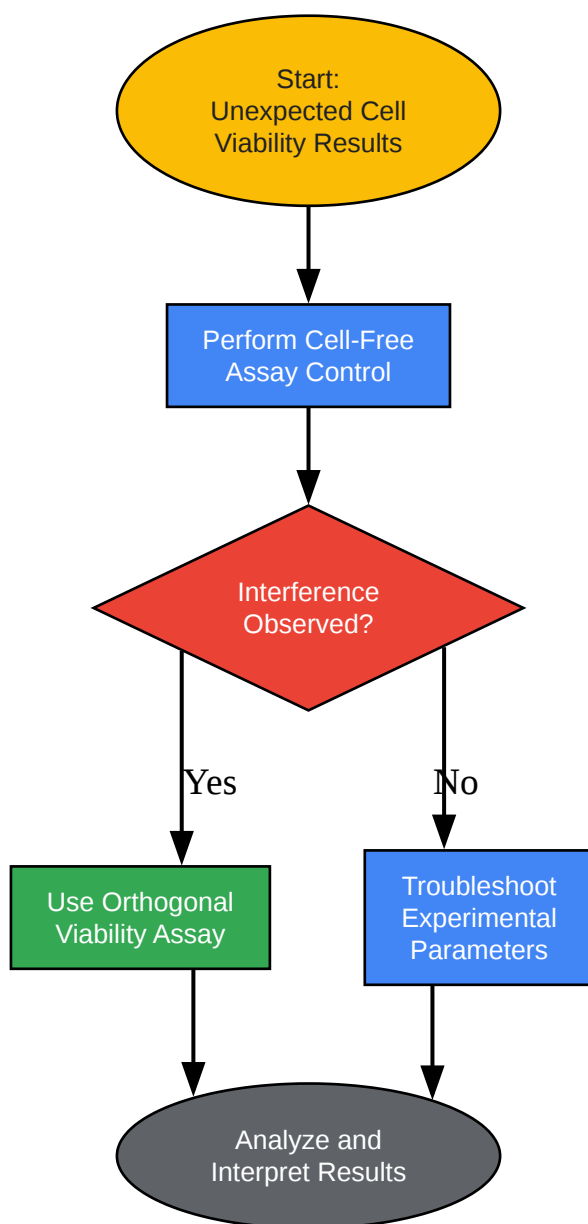 Start:
Unexpected Cell
Viability Results
Perform Cell-Free
Assay Control
Interference
Observed?
Yes
No
Use Orthogonal
Viability Assay
Troubleshoot
Experimental
Parameters
Analyze and
Interpret Results